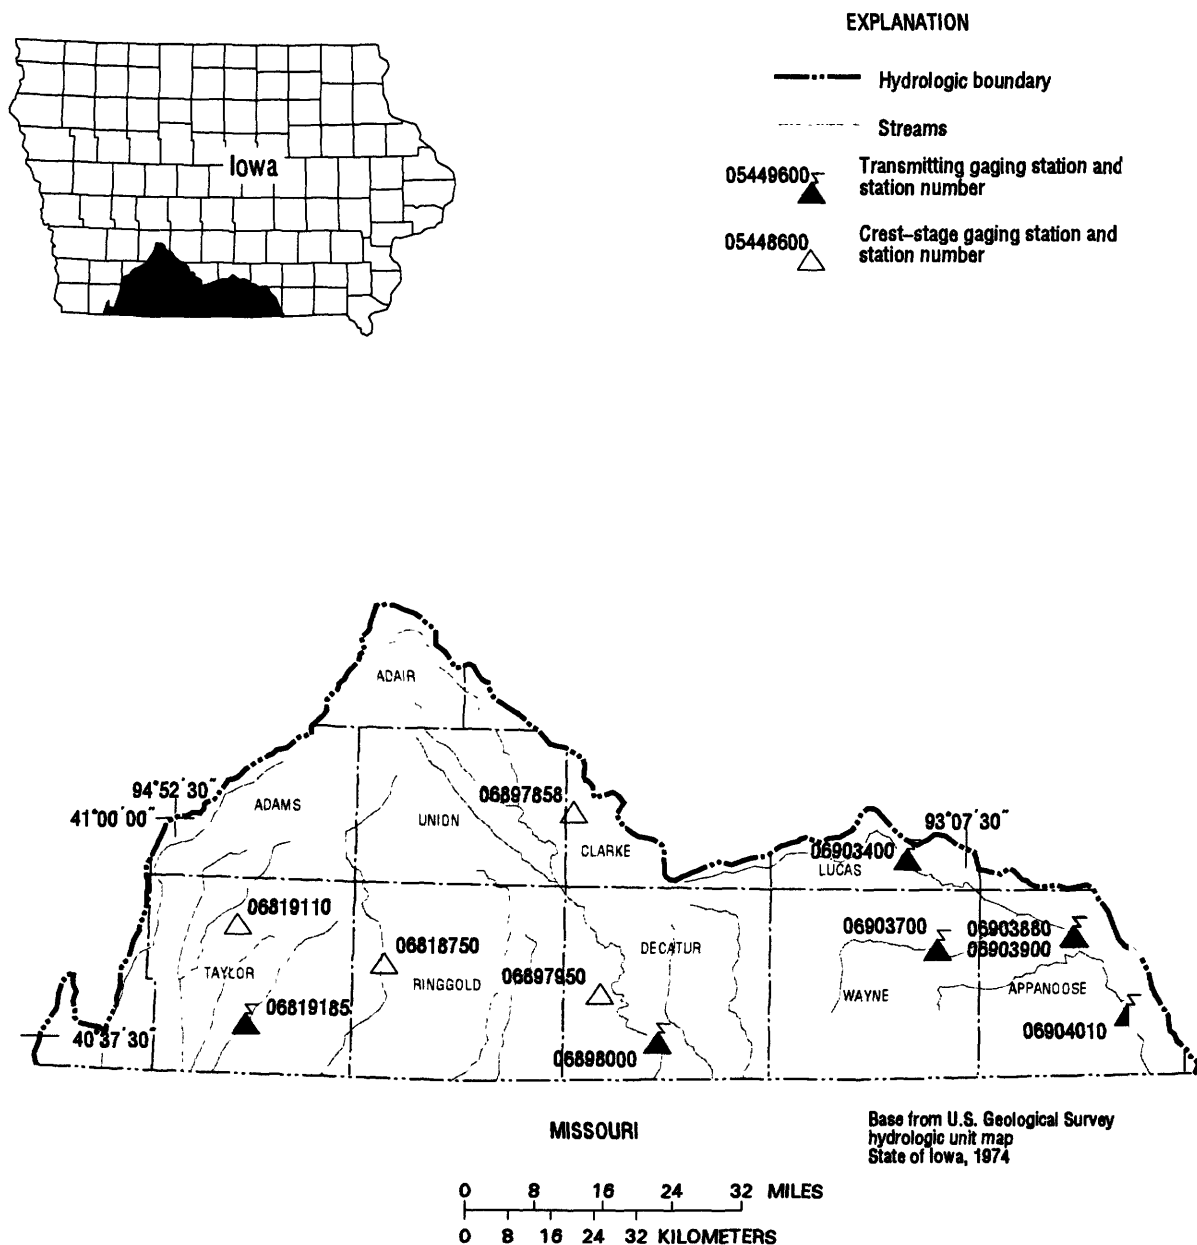 EXPLANATION
Hydrologic boundary
Streams
05449600
Transmitting gaging station and
station number
05448600
Crest-stage gaging station and
station number
Iowa
ADAIR
94°52'30"
41°00'00"
ADAMS
UNION
06897858
CLARKE
93°07'30"
06903400
LUCAS
06819110
06818750
TAYLOR
RINGGOLD
06819185
40°37'30
06897950
DECATUR
06898000
06903700
WAYNE
06903880
06903900
APPANOOSE
06904010
MISSOURI
Base from U.S. Geological Survey
hydrologic unit map
State of Iowa, 1974
0 8 16 24 32 MILES
0 8 16 24 32 KILOMETERS